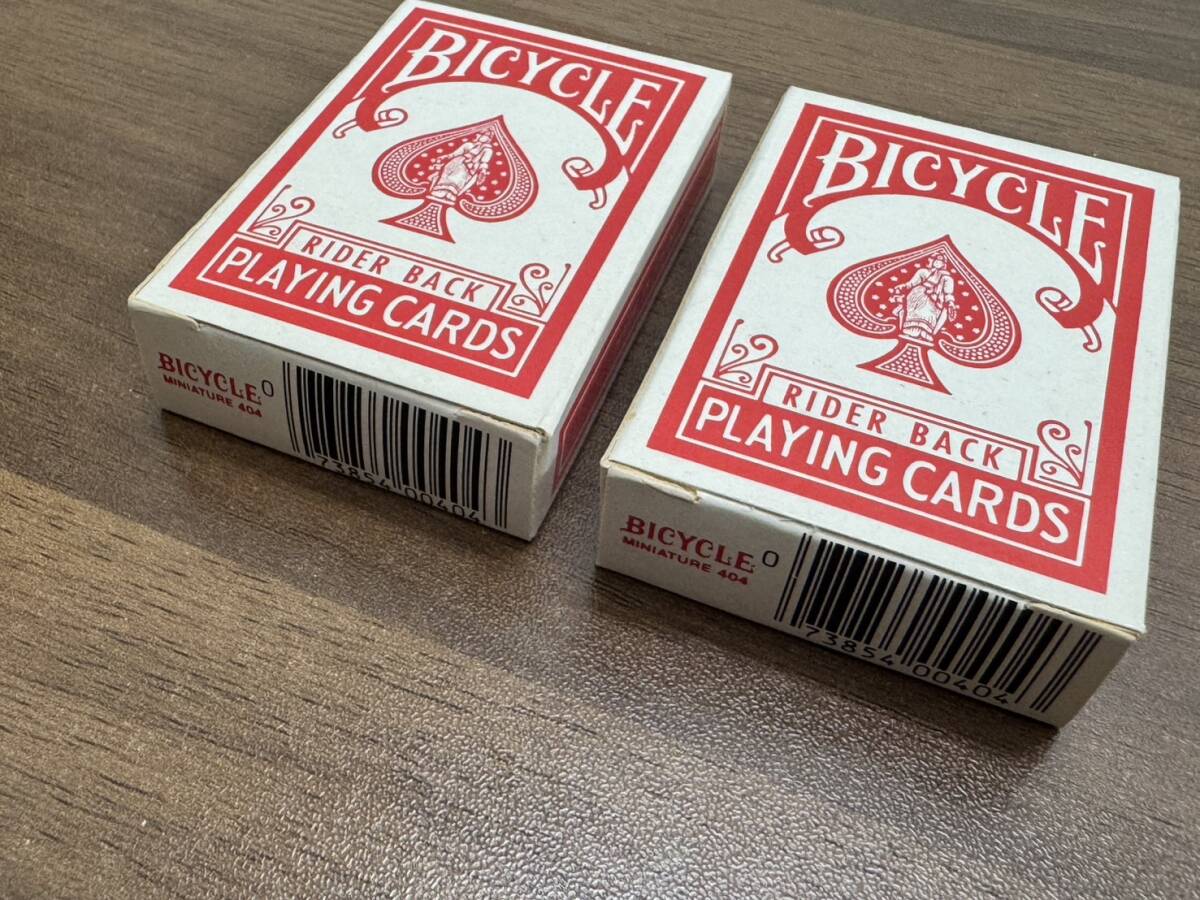 BICYCLE
RIDER BACK
PLAYING CARDS
BICYCLE
MINIATURE 404
0
73854 00404
BICYCLE
RIDER BACK
PLAYING CARDS
BICYCLE
MINIATURE 404
0
73854 00404